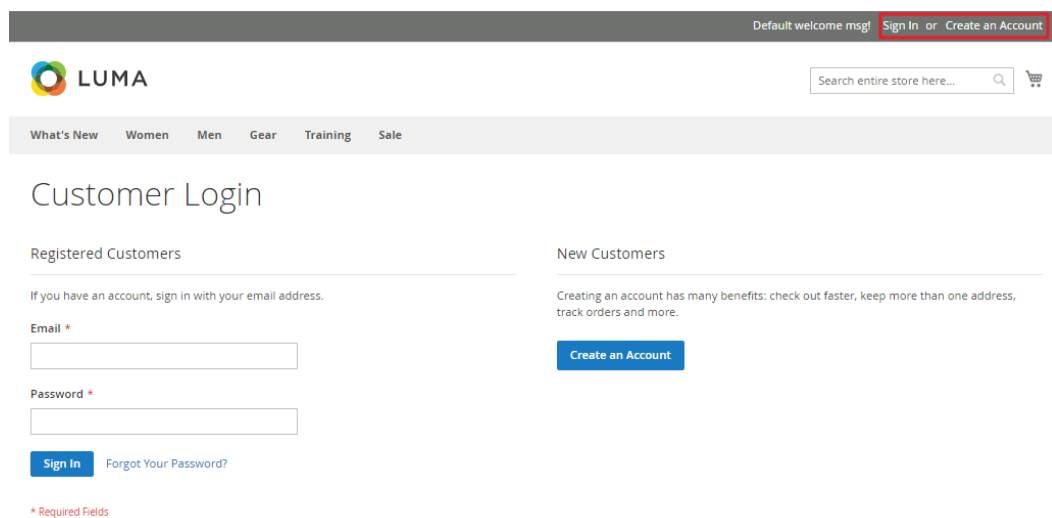 Default welcome msg! Sign In or Create an Account
LUMA
Search entire store here...
What's New Women Men Gear Training Sale
Customer Login
Registered Customers
If you have an account, sign in with your email address.
Email *
Password *
Sign In Forgot Your Password?
* Required Fields
New Customers
Creating an account has many benefits: check out faster, keep more than one address,
track orders and more.
Create an Account